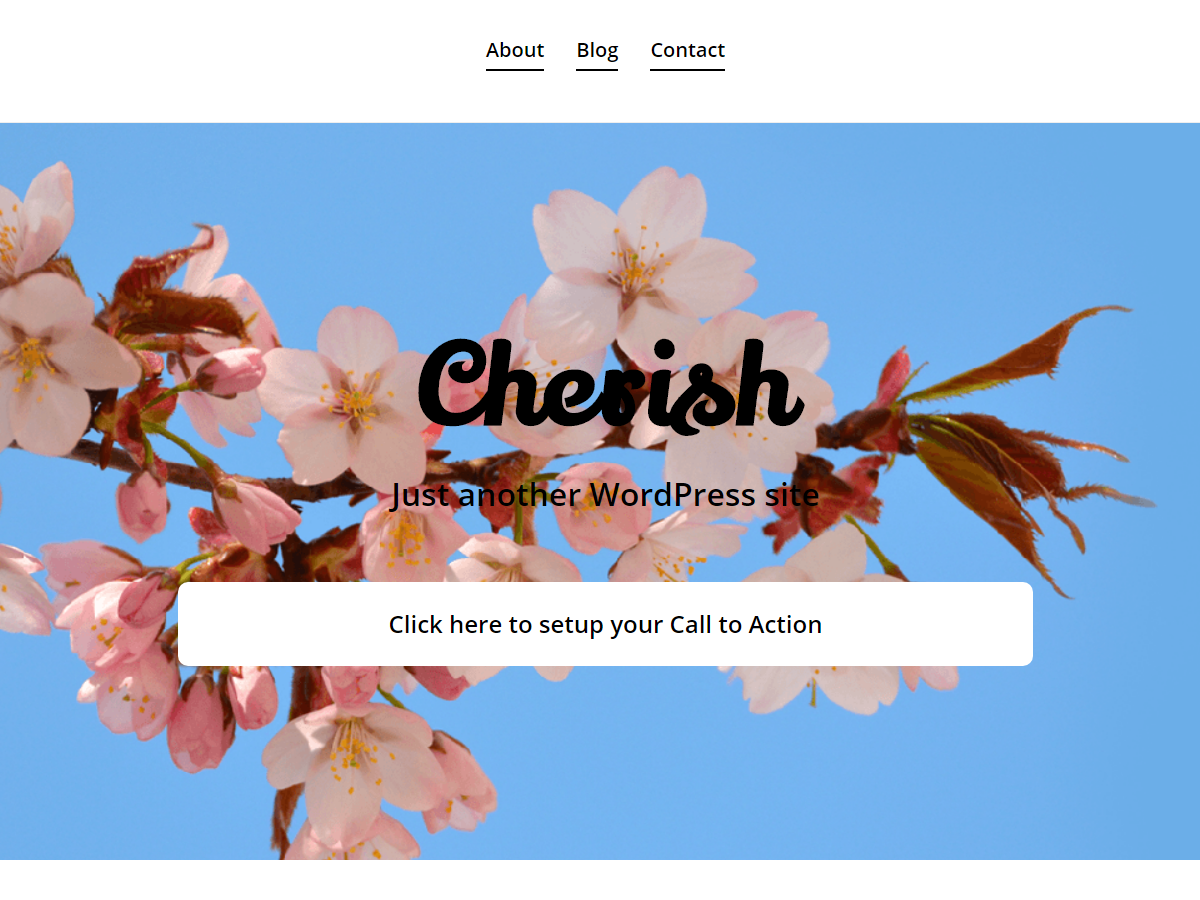 About Blog Contact
Cherish
Just another WordPress site
Click here to setup your Call to Action